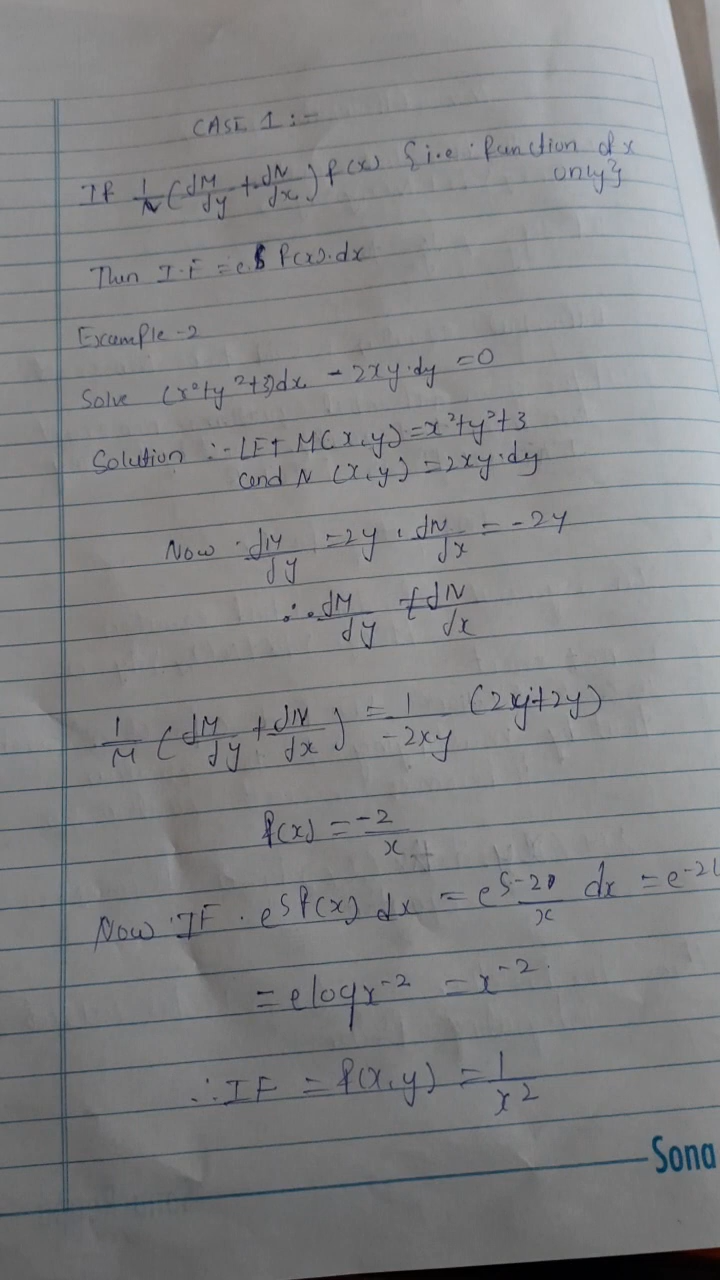 CASE 1 :-
IF 1/N (dM/dy + dN/dx) f(x) {i.e : function of x only}
Then I.F = e∫ f(x).dx
Example -2
Solve (x²+y²+3)dx - 2xy.dy = 0
Solution :- LET M(x,y) = x²+y²+3
and N (x,y) = 2xy.dy
Now dM/dy = 2y , dN/dx = -2y
∴ dM/dy ≠ dN/dx
1/M (dM/dy + dN/dx) = 1/-2xy (2xy+2y)
f(x) = -2/x
Now IF . e∫f(x) dx = e∫-2/x dx = e-2l
= elogx-2 = x-2.
∴ IF = f(x,y) = 1/x²
Sona